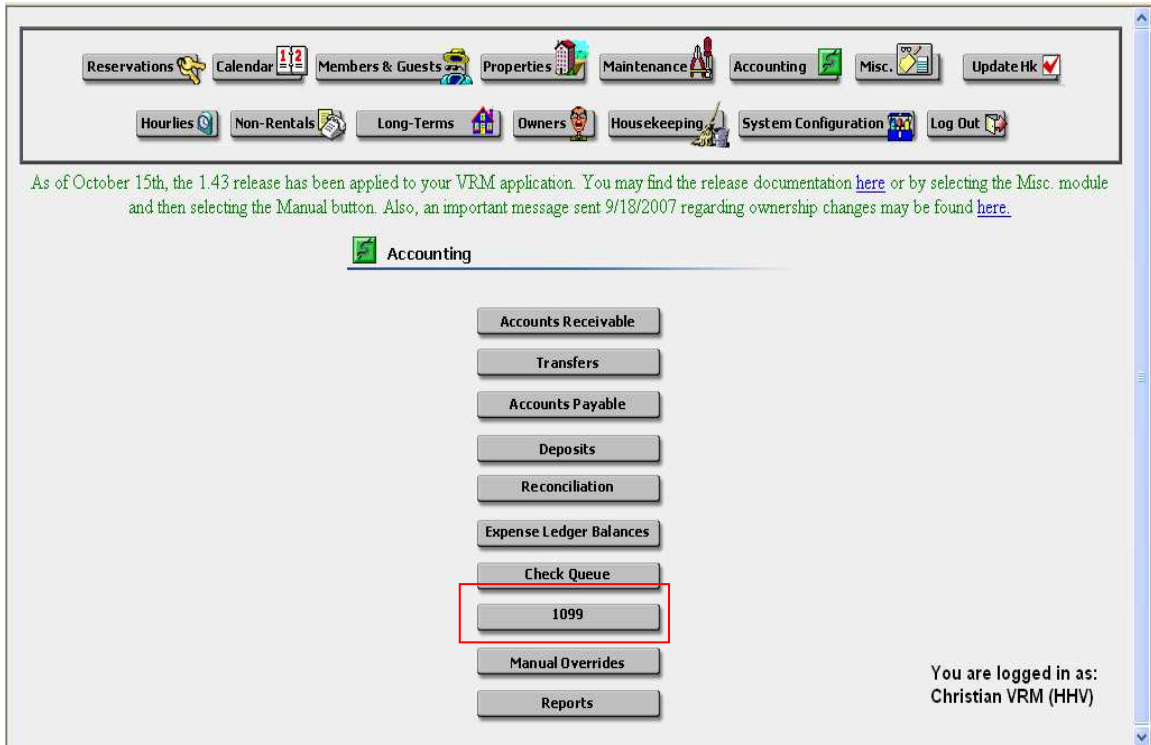 Reservations Calendar Members & Guests Properties Maintenance Accounting Misc. Update Hk
Hourlies Non-Rentals Long-Terms Owners Housekeeping System Configuration Log Out
As of October 15th, the 1.43 release has been applied to your VRM application. You may find the release documentation here or by selecting the Misc. module
and then selecting the Manual button. Also, an important message sent 9/18/2007 regarding ownership changes may be found here.
Accounting
Accounts Receivable
Transfers
Accounts Payable
Deposits
Reconciliation
Expense Ledger Balances
Check Queue
1099
Manual Overrides
Reports
You are logged in as:
Christian VRM (HHV)